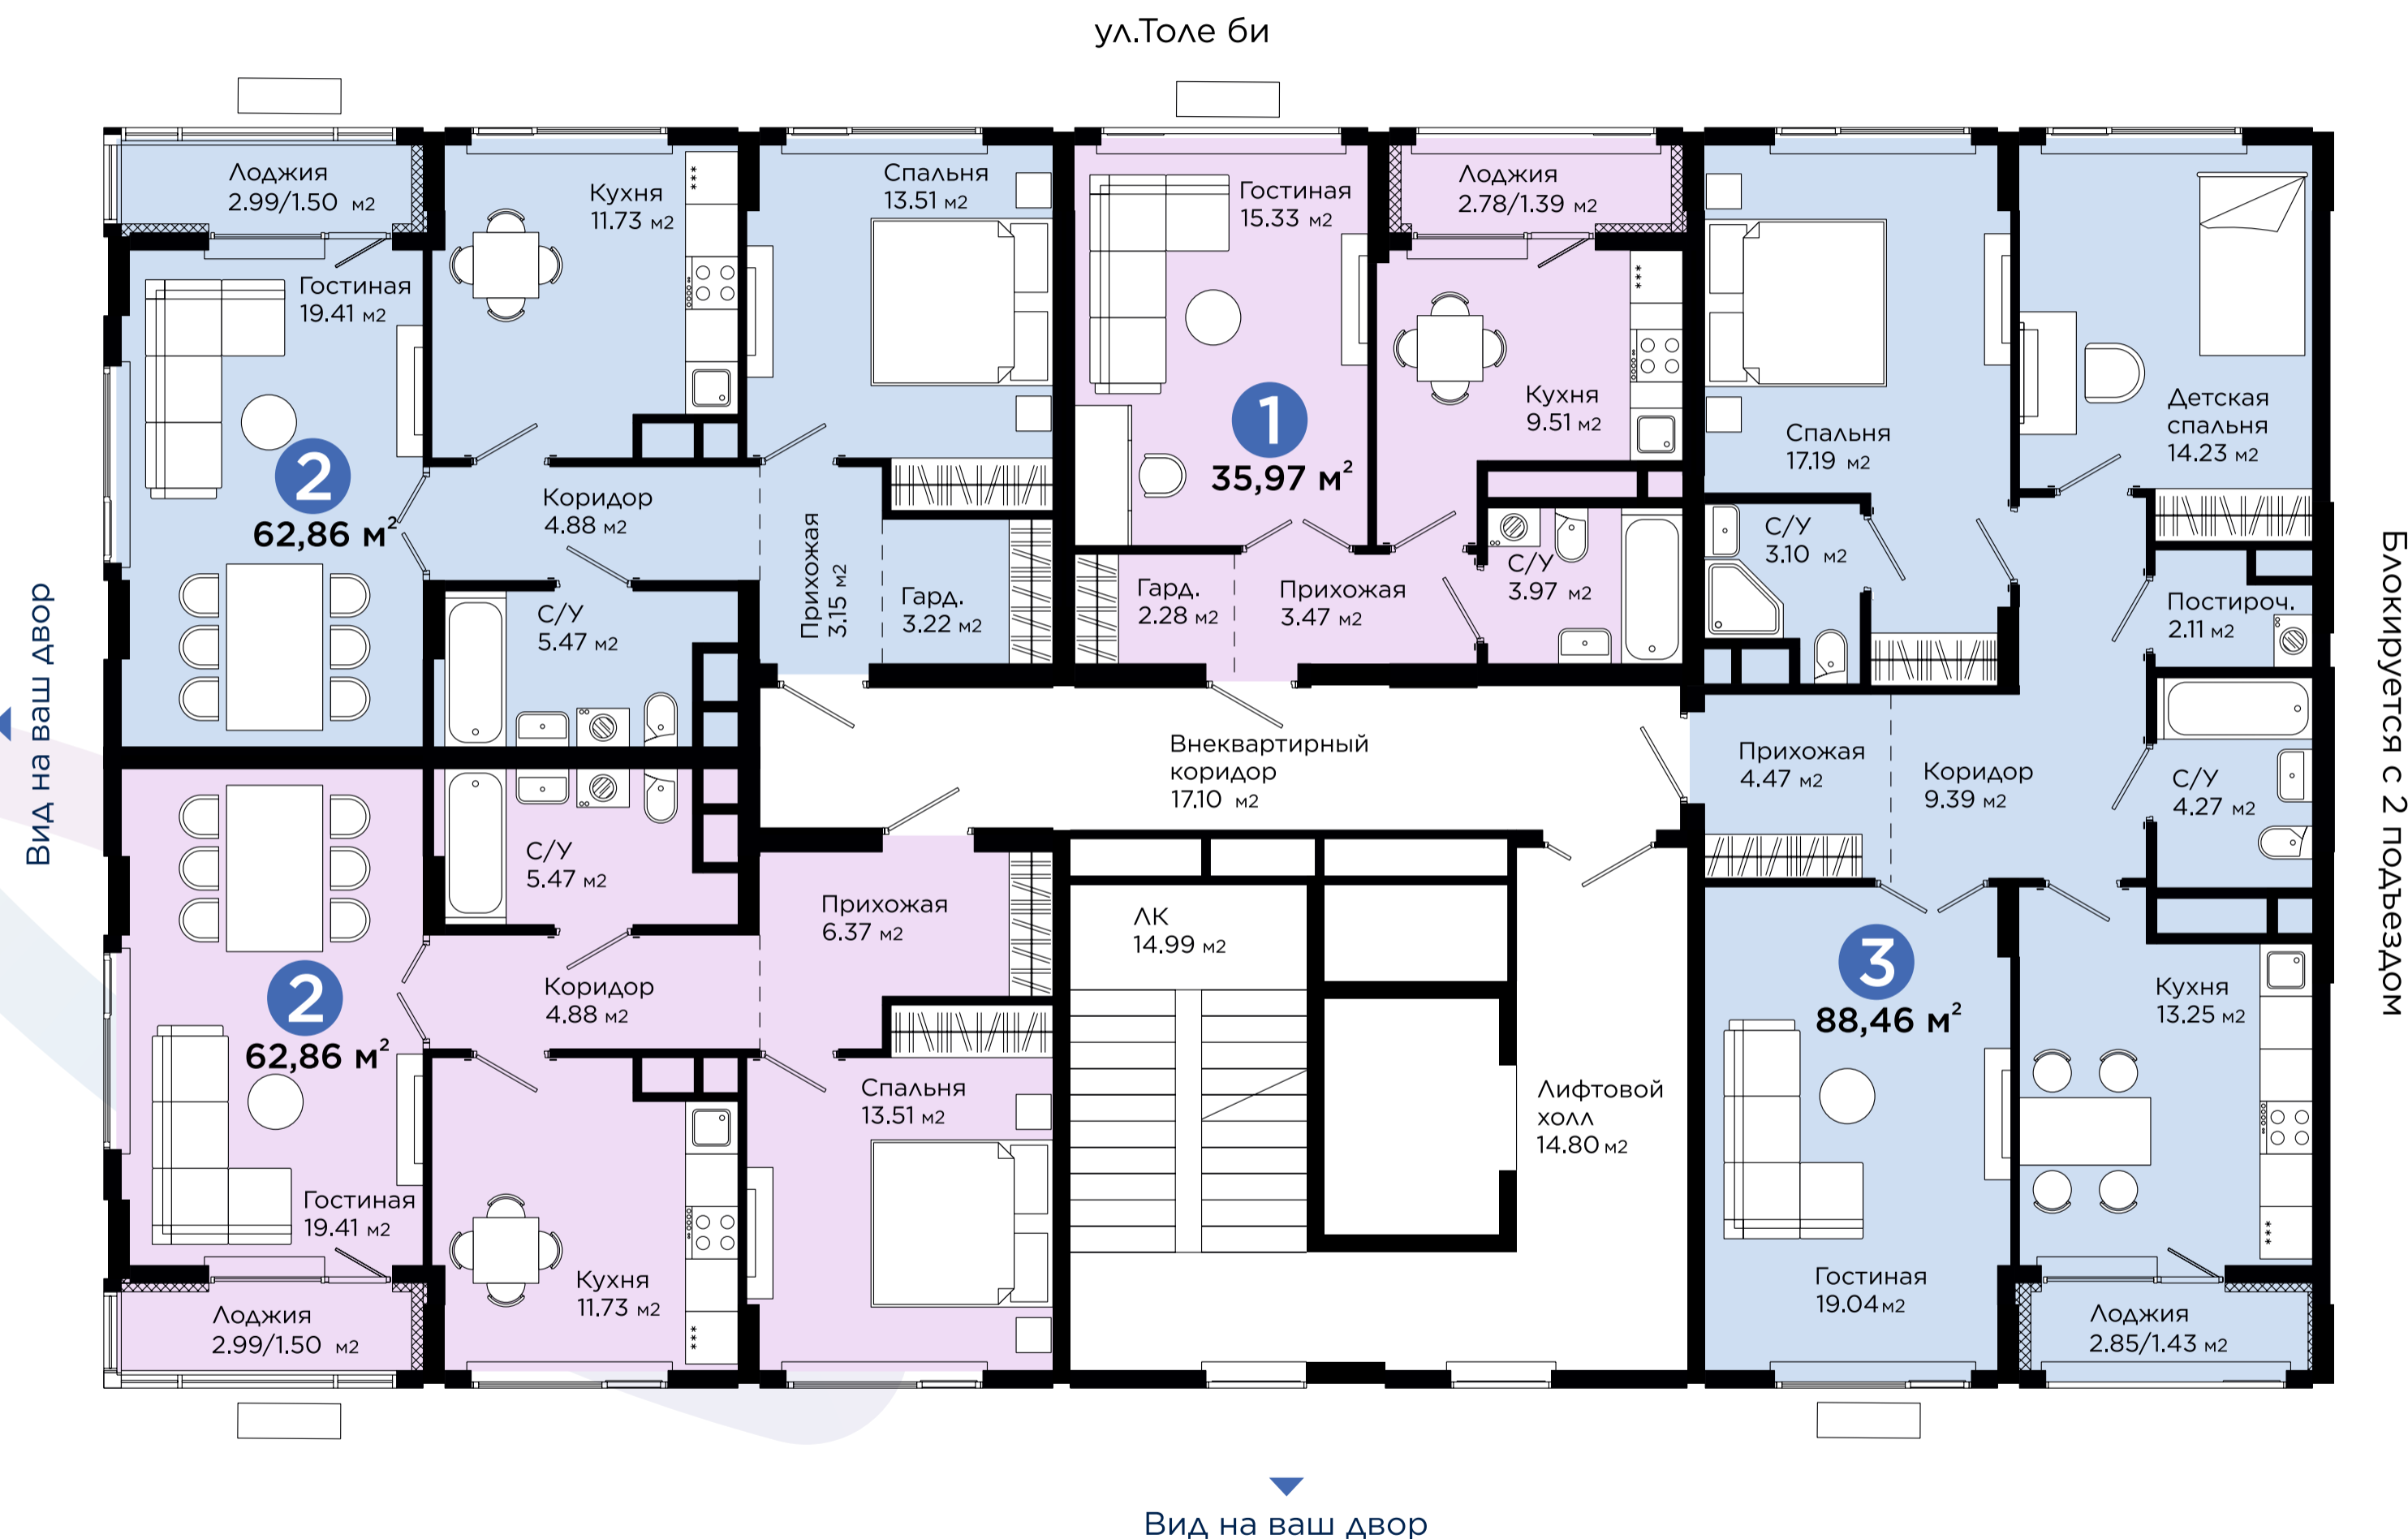 ул.Толе би
Лоджия
2.99/1.50 м2
Кухня
11.73 м2
Спальня
13.51 м2
Гостиная
19.41 м2
2
62,86 м²
Коридор
4.88 м2
Прихожая
3.15 м2
Гард.
3.22 м2
С/У
5.47 м2
Гостиная
15.33 м2
Лоджия
2.78/1.39 м2
1
35,97 м²
Кухня
9.51 м2
Гард.
2.28 м2
Прихожая
3.47 м2
С/У
3.97 м2
Спальня
17.19 м2
Детская
спальня
14.23 м2
С/У
3.10 м2
Постироч.
2.11 м2
Прихожая
4.47 м2
Коридор
9.39 м2
С/У
4.27 м2
Внеквартирный
коридор
17.10 м2
С/У
5.47 м2
Прихожая
6.37 м2
2
62,86 м²
Коридор
4.88 м2
Спальня
13.51 м2
Гостиная
19.41 м2
Кухня
11.73 м2
Лоджия
2.99/1.50 м2
ЛК
14.99 м2
Лифтовой
холл
14.80 м2
3
88,46 м²
Кухня
13.25 м2
Гостиная
19.04 м2
Лоджия
2.85/1.43 м2
Вид на ваш двор
Блокируется с 2 подъездом
Вид на ваш двор